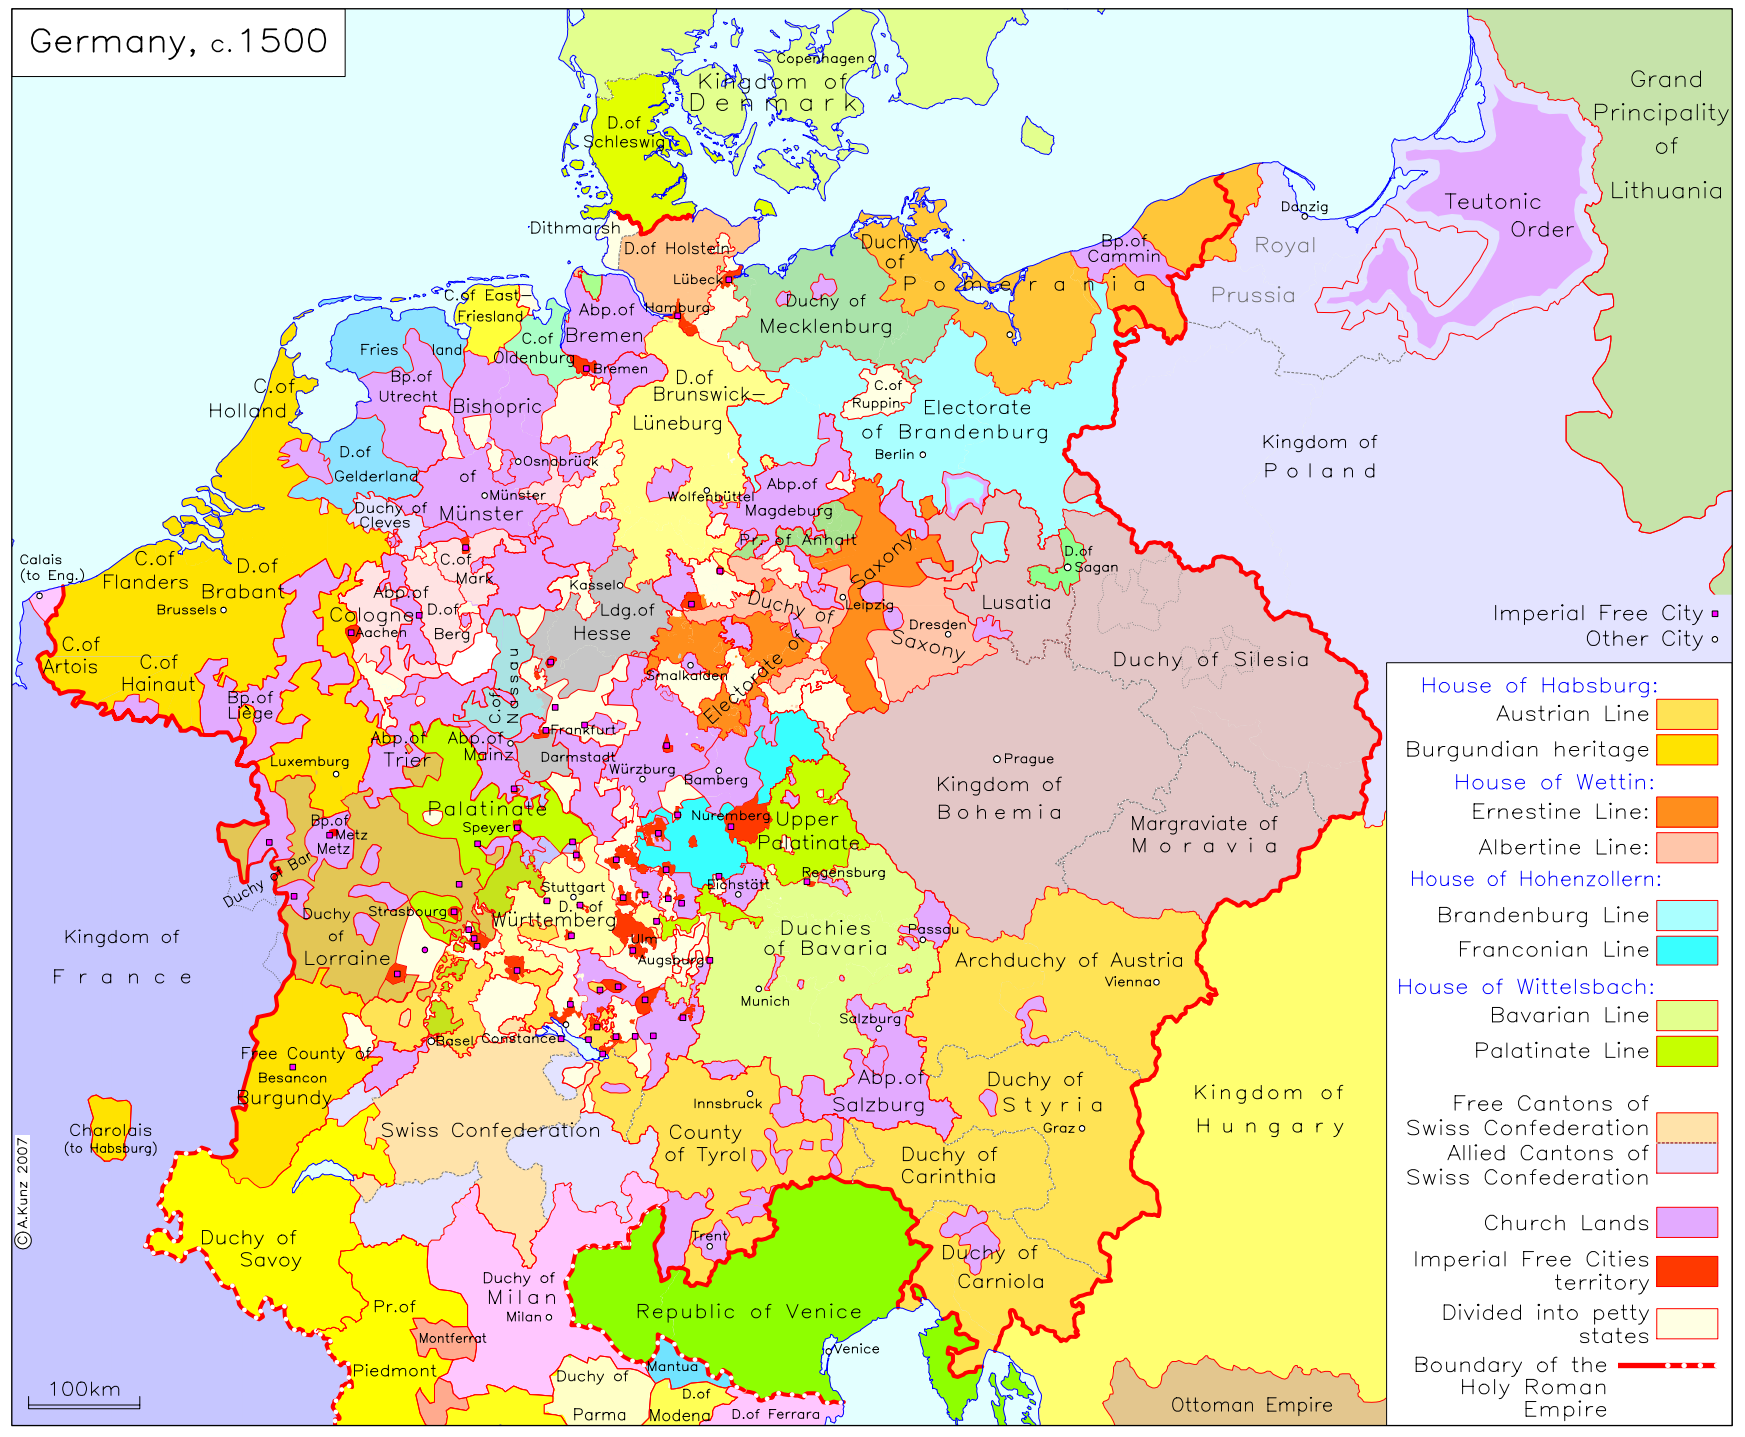 Germany, c.1500
Copenhagen
Kingdom of
Denmark
Grand
Principality
of
Lithuania
D.of
Schleswig
Teutonic
Order
Danzig
Royal
Prussia
Dithmarsh
D.of Holstein
Lübeck
Hamburg
Duchy
of
Pomerania
Bp.of
Cammin
Duchy of
Mecklenburg
C.of East-
Friesland
Abp.of
Bremen
C.of
Oldenburg
Bremen
Friesland
Bp.of
Utrecht
C.of
Holland
Bishopric
of
Münster
D.of
Brunswick-
Lüneburg
C.of
Ruppin
Electorate
of Brandenburg
Berlin
Kingdom of
Poland
D.of
Gelderland
Osnabrück
Münster
Wolfenbüttel
Abp.of
Magdeburg
Duchy of
Cleves
Pr. of Anhalt
Calais
(to Eng.)
C.of
Flanders
D.of
Brabant
Brussels
C.of
Mark
Abp.of
Cologne
D.of
Berg
Aachen
Kassel
Ldg.of
Hesse
Duchy of
Saxony
Electorate of
Saxony
Leipzig
Dresden
Lusatia
D.of
Sagan
Duchy of Silesia
C.of
Artois
C.of
Hainaut
Bp.of
Liège
C.of
Nassau
Smalkalden
Luxemburg
Abp.of
Trier
Abp.of
Mainz
Frankfurt
Darmstadt
Würzburg
Bamberg
Prague
Kingdom of
Bohemia
Margraviate of
Moravia
Palatinate
Speyer
Nüremberg
Upper
Palatinate
Bp.of
Metz
Metz
Duchy of Bar
Duchy
of
Lorraine
Strasbourg
Stuttgart
D. of
Württemberg
Eichstätt
Regensburg
Ulm
Augsburg
Duchies
of Bavaria
Munich
Passau
Archduchy of Austria
Vienna
Kingdom of
France
Free County of
Besancon
Burgundy
Basel
Constance
Salzburg
Abp.of
Salzburg
Innsbruck
County
of Tyrol
Duchy of
Styria
Graz
Kingdom of
Hungary
Charolais
(to Habsburg)
Swiss Confederation
Duchy of
Carinthia
Duchy of
Savoy
Trent
Duchy of
Carniola
Duchy of
Milan
Milan
Republic of Venice
Venice
Pr.of
Piedmont
Montferrat
Mantua
Duchy of
Parma
D.of
Modena
D.of Ferrara
Ottoman Empire
©A.Kunz 2007
100km
Imperial Free City
Other City
House of Habsburg:
Austrian Line
Burgundian heritage
House of Wettin:
Ernestine Line:
Albertine Line:
House of Hohenzollern:
Brandenburg Line
Franconian Line
House of Wittelsbach:
Bavarian Line
Palatinate Line
Free Cantons of
Swiss Confederation
Allied Cantons of
Swiss Confederation
Church Lands
Imperial Free Cities
territory
Divided into petty
states
Boundary of the
Holy Roman
Empire